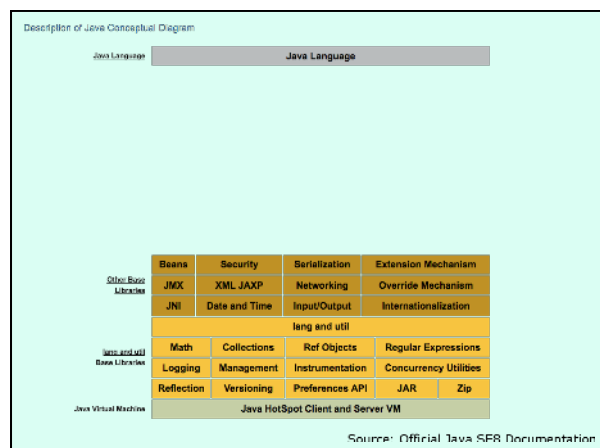 Description of Java Conceptual Diagram
Java Language Java Language
Beans Security Serialization Extension Mechanism
Other Base Libraries JMX XML JAXP Networking Override Mechanism
JNI Date and Time Input/Output Internationalization
lang and util
lang and util Base Libraries Math Collections Ref Objects Regular Expressions
Logging Management Instrumentation Concurrency Utilities
Reflection Versioning Preferences API JAR Zip
Java Virtual Machine Java HotSpot Client and Server VM
Source: Official Java SE8 Documentation